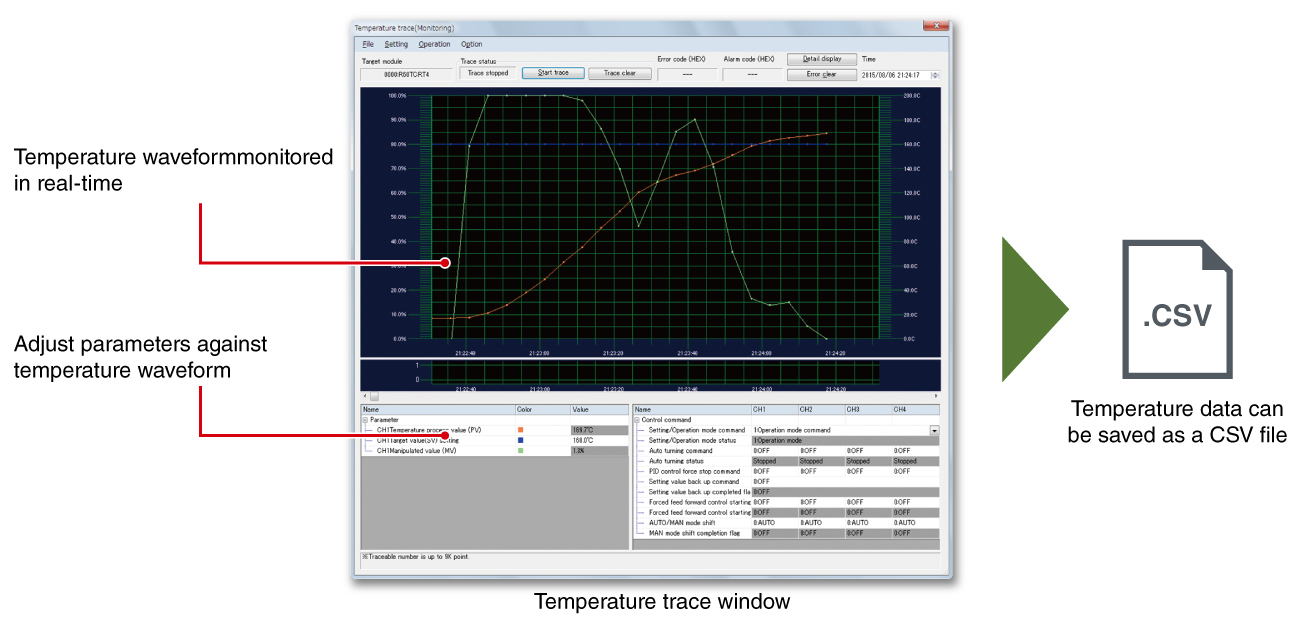 Temperature trace(Monitoring)
File Setting Operation Option
Target module
0000:R60TCRT4
Trace status
Trace stopped
Start trace
Trace clear
Error code (HEX)
---
Alarm code (HEX)
---
Detail display
Error clear
Time
2015/08/06 21:24:17
100.0% 200.0C
90.0% 180.0C
80.0% 160.0C
70.0% 140.0C
60.0% 120.0C
50.0% 100.0C
40.0% 80.0C
30.0% 60.0C
20.0% 40.0C
10.0% 20.0C
0.0% 0.0C
21:22:40 21:23:00 21:23:20 21:23:40 21:24:00 21:24:20
1
0
21:22:40 21:23:00 21:23:20 21:23:40 21:24:00 21:24:20
Name Color Value
Parameter
CH1Temperature process value (PV) 168.7℃
CH1Target value(SV) setting 160.0℃
CH1Manipulated value (MV) 1.3%
Name CH1 CH2 CH3 CH4
Control command
Setting/Operation mode command 1:Operation mode command
Setting/Operation mode status 1:Operation mode
Auto turning command 0:OFF 0:OFF 0:OFF 0:OFF
Auto turning status Stopped Stopped Stopped Stopped
PID control force stop command 0:OFF 0:OFF 0:OFF 0:OFF
Setting value back up command 0:OFF
Setting value back up completed fla 0:OFF
Forced feed forward control starting 0:OFF 0:OFF 0:OFF 0:OFF
Forced feed forward control starting 0:OFF 0:OFF 0:OFF 0:OFF
AUTO/MAN mode shift 0:AUTO 0:AUTO 0:AUTO 0:AUTO
MAN mode shift completion flag 0:OFF 0:OFF 0:OFF 0:OFF
※Traceable number is up to 9K point.
Temperature waveformmonitored
in real-time
Adjust parameters against
temperature waveform
Temperature trace window
.CSV
Temperature data can
be saved as a CSV file